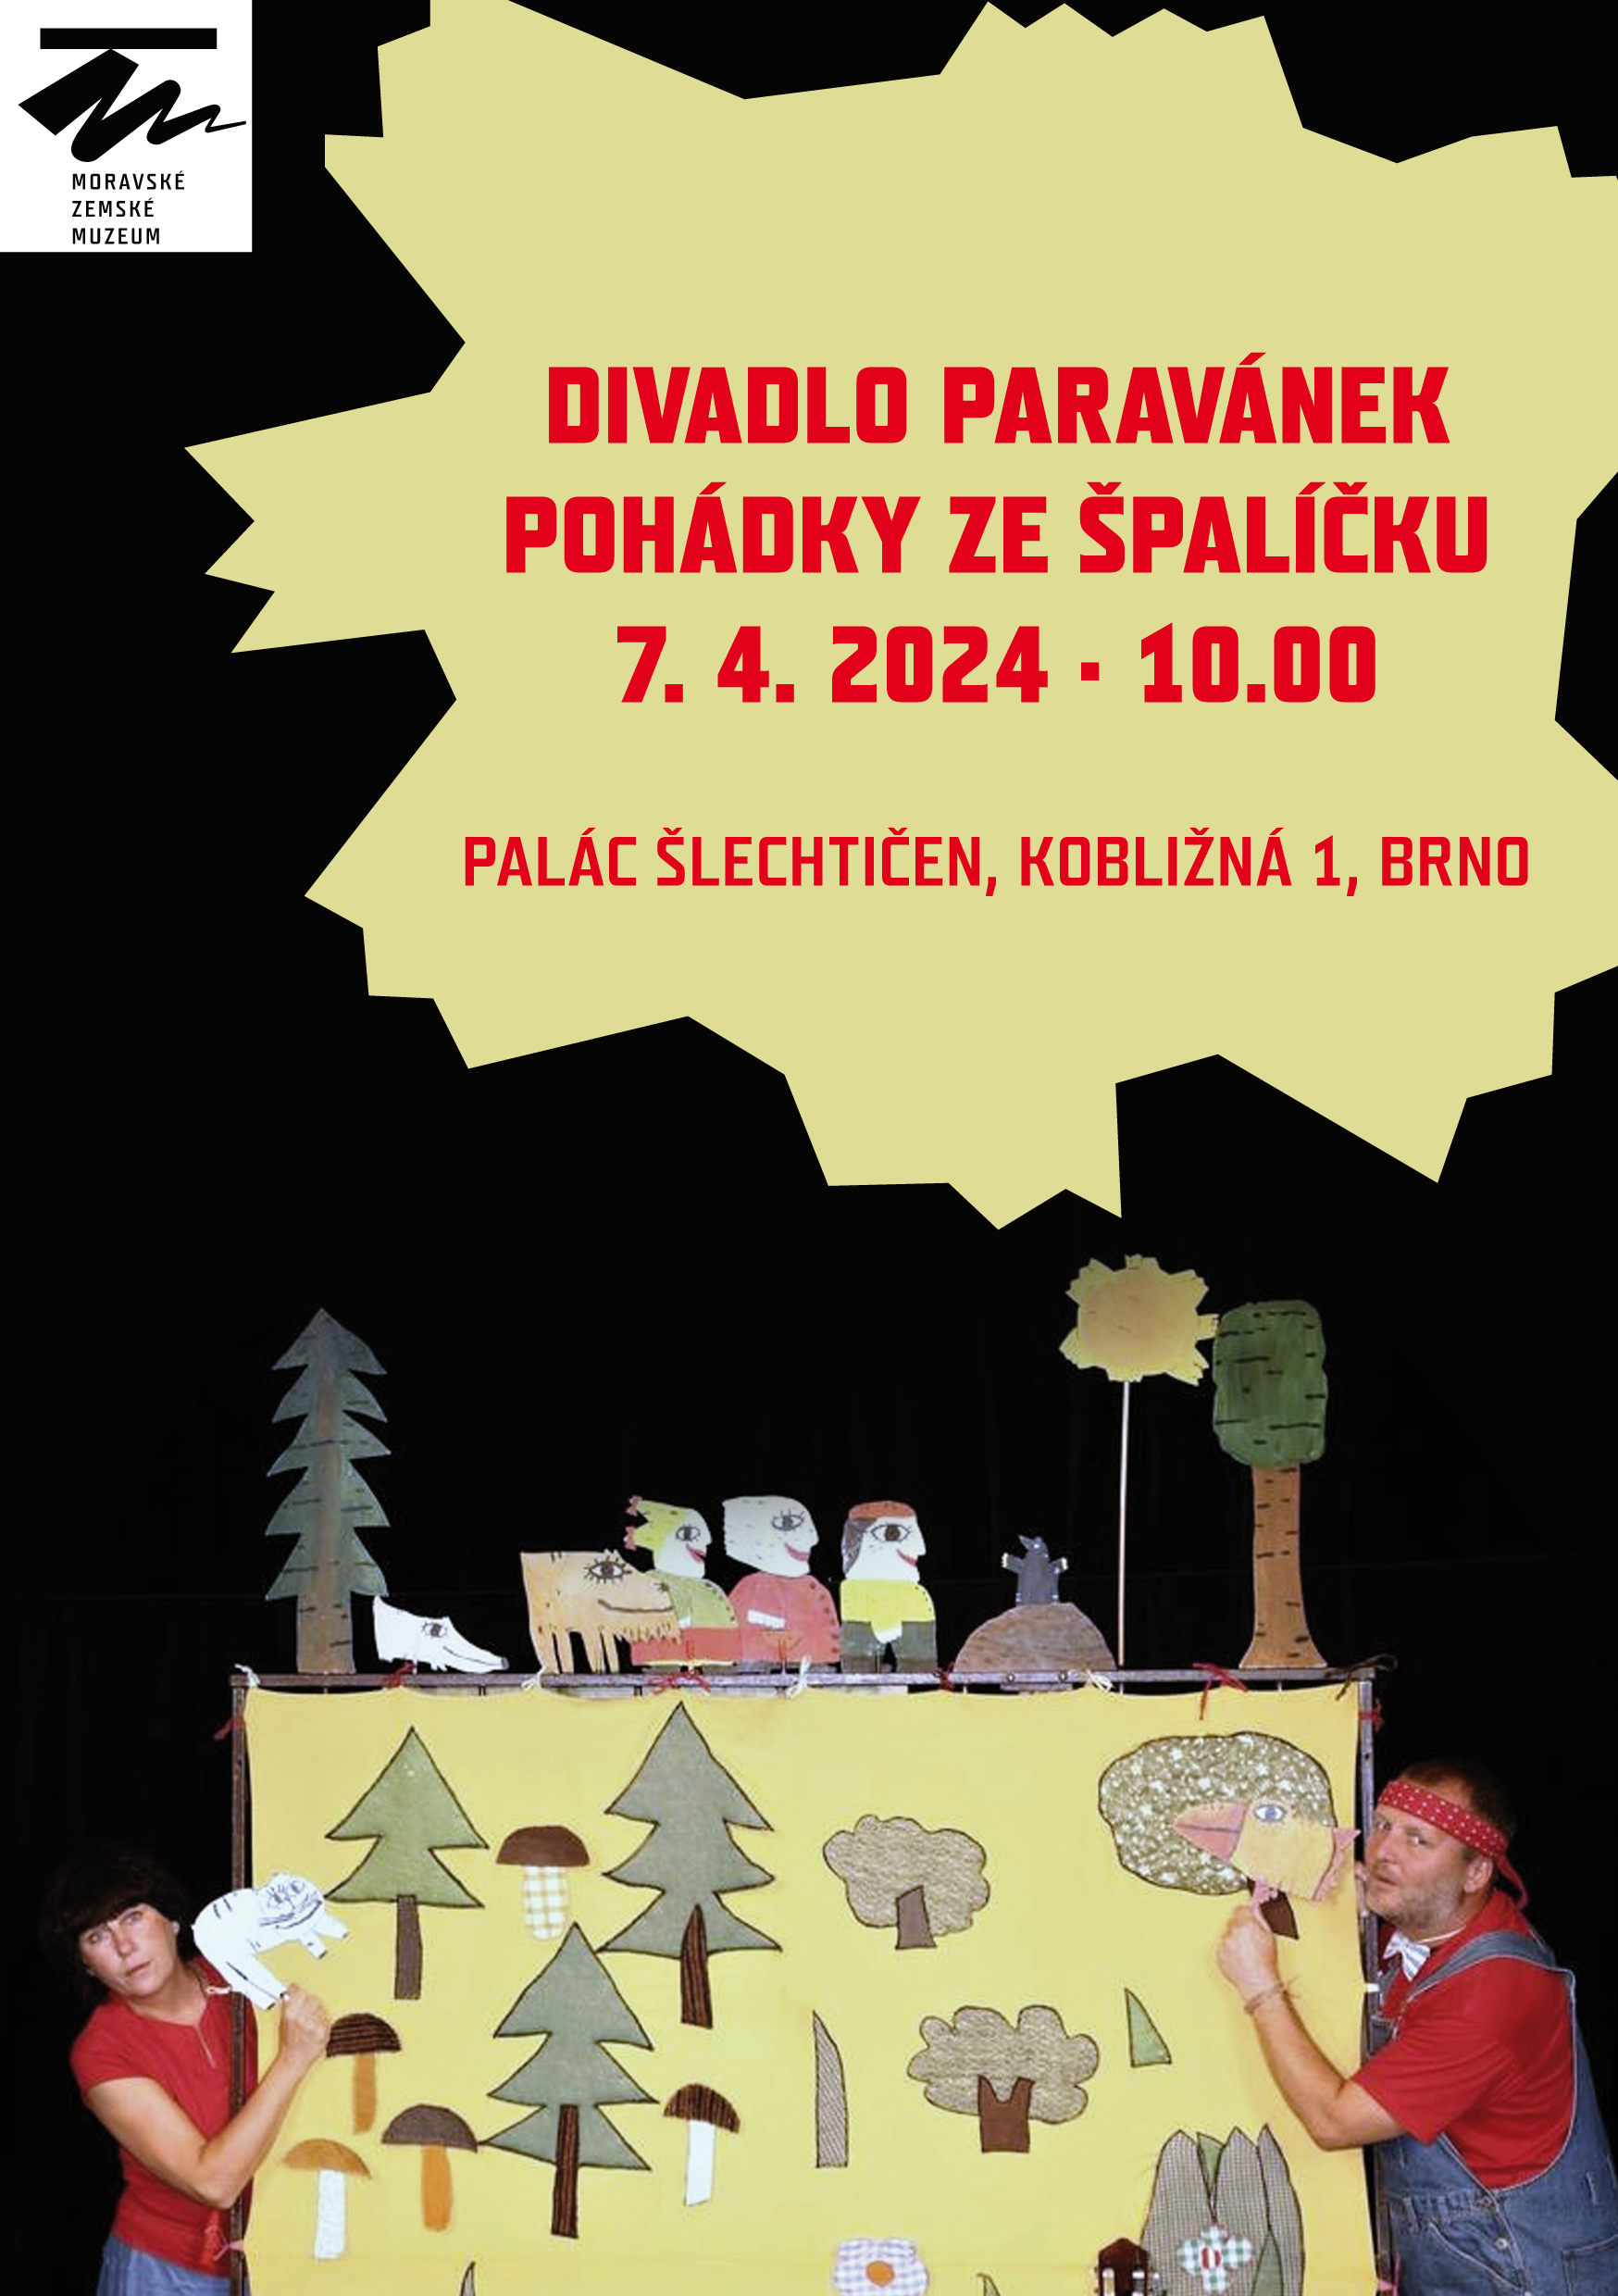 MORAVSKÉ
ZEMSKÉ
MUZEUM
DIVADLO PARAVÁNEK
POHÁDKY ZE ŠPALÍČKU
7. 4. 2024 · 10.00
PALÁC ŠLECHTIČEN, KOBLIŽNÁ 1, BRNO